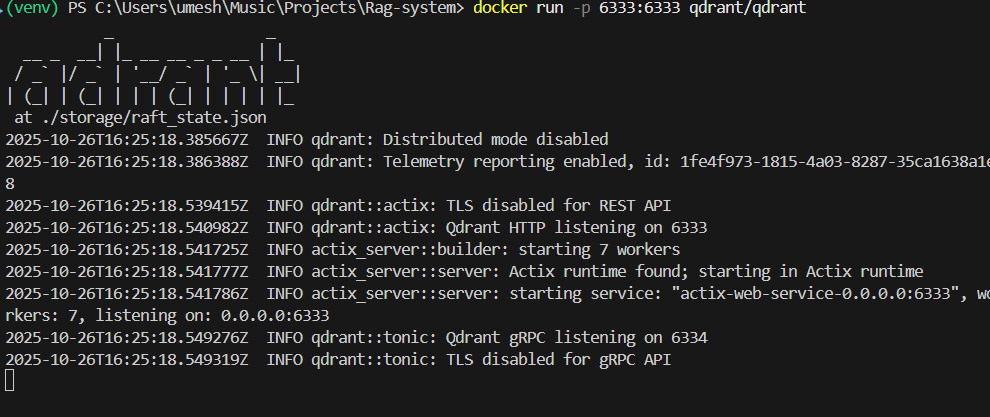 (venv) PS C:\Users\umesh\Music\Projects\Rag-system> docker run -p 6333:6333 qdrant/qdrant
           _                 _
  __ _  __| |_ __ __ _ _ __ | |_
 / _` |/ _` | '__/ _` | '_ \| __|
| (_| | (_| | | | (_| | | | | |_
 at ./storage/raft_state.json
2025-10-26T16:25:18.385667Z  INFO qdrant: Distributed mode disabled
2025-10-26T16:25:18.386388Z  INFO qdrant: Telemetry reporting enabled, id: 1fe4f973-1815-4a03-8287-35ca1638a1e
8
2025-10-26T16:25:18.539415Z  INFO qdrant::actix: TLS disabled for REST API
2025-10-26T16:25:18.540982Z  INFO qdrant::actix: Qdrant HTTP listening on 6333
2025-10-26T16:25:18.541725Z  INFO actix_server::builder: starting 7 workers
2025-10-26T16:25:18.541777Z  INFO actix_server::server: Actix runtime found; starting in Actix runtime
2025-10-26T16:25:18.541786Z  INFO actix_server::server: starting service: "actix-web-service-0.0.0.0:6333", wo
rkers: 7, listening on: 0.0.0.0:6333
2025-10-26T16:25:18.549276Z  INFO qdrant::tonic: Qdrant gRPC listening on 6334
2025-10-26T16:25:18.549319Z  INFO qdrant::tonic: TLS disabled for gRPC API